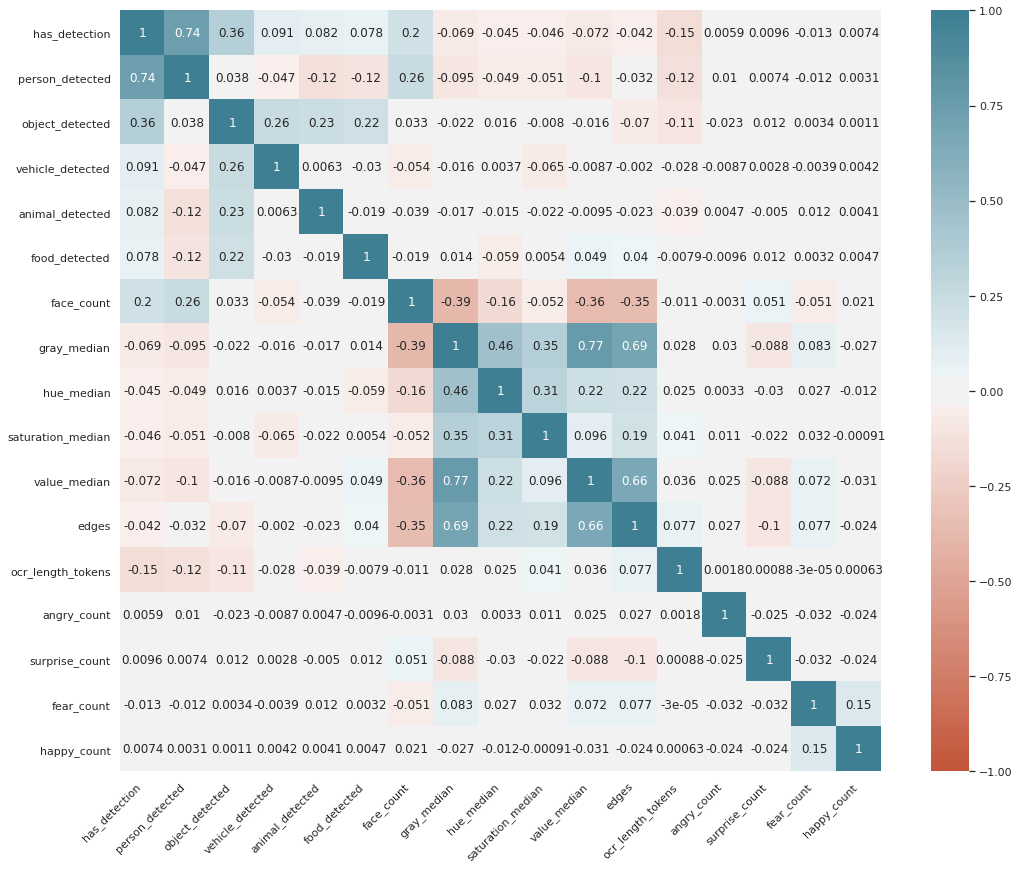 has_detection 1 0.74 0.36 0.091 0.082 0.078 0.2 -0.069 -0.045 -0.046 -0.072 -0.042 -0.15 0.0059 0.0096 -0.013 0.0074
person_detected 0.74 1 0.038 -0.047 -0.12 -0.12 0.26 -0.095 -0.049 -0.051 -0.1 -0.032 -0.12 0.01 0.0074 -0.012 0.0031
object_detected 0.36 0.038 1 0.26 0.23 0.22 0.033 -0.022 0.016 -0.008 -0.016 -0.07 -0.11 -0.023 0.012 0.0034 0.0011
vehicle_detected 0.091 -0.047 0.26 1 0.0063 -0.03 -0.054 -0.016 0.0037 -0.065 -0.0087 -0.002 -0.028 -0.0087 0.0028 -0.0039 0.0042
animal_detected 0.082 -0.12 0.23 0.0063 1 -0.019 -0.039 -0.017 -0.015 -0.022 -0.0095 -0.023 -0.039 0.0047 -0.005 0.012 0.0041
food_detected 0.078 -0.12 0.22 -0.03 -0.019 1 -0.019 0.014 -0.059 0.0054 0.049 0.04 -0.0079 -0.0096 0.012 0.0032 0.0047
face_count 0.2 0.26 0.033 -0.054 -0.039 -0.019 1 -0.39 -0.16 -0.052 -0.36 -0.35 -0.011 -0.0031 0.051 -0.051 0.021
gray_median -0.069 -0.095 -0.022 -0.016 -0.017 0.014 -0.39 1 0.46 0.35 0.77 0.69 0.028 0.03 -0.088 0.083 -0.027
hue_median -0.045 -0.049 0.016 0.0037 -0.015 -0.059 -0.16 0.46 1 0.31 0.22 0.22 0.025 0.0033 -0.03 0.027 -0.012
saturation_median -0.046 -0.051 -0.008 -0.065 -0.022 0.0054 -0.052 0.35 0.31 1 0.096 0.19 0.041 0.011 -0.022 0.032 -0.00091
value_median -0.072 -0.1 -0.016 -0.0087 -0.0095 0.049 -0.36 0.77 0.22 0.096 1 0.66 0.036 0.025 -0.088 0.072 -0.031
edges -0.042 -0.032 -0.07 -0.002 -0.023 0.04 -0.35 0.69 0.22 0.19 0.66 1 0.077 0.027 -0.1 0.077 -0.024
ocr_length_tokens -0.15 -0.12 -0.11 -0.028 -0.039 -0.0079 -0.011 0.028 0.025 0.041 0.036 0.077 1 0.0018 0.00088 -3e-05 0.00063
angry_count 0.0059 0.01 -0.023 -0.0087 0.0047 -0.0096 -0.0031 0.03 0.0033 0.011 0.025 0.027 0.0018 1 -0.025 -0.032 -0.024
surprise_count 0.0096 0.0074 0.012 0.0028 -0.005 0.012 0.051 -0.088 -0.03 -0.022 -0.088 -0.1 0.00088 -0.025 1 -0.032 -0.024
fear_count -0.013 -0.012 0.0034 -0.0039 0.012 0.0032 -0.051 0.083 0.027 0.032 0.072 0.077 -3e-05 -0.032 -0.032 1 0.15
happy_count 0.0074 0.0031 0.0011 0.0042 0.0041 0.0047 0.021 -0.027 -0.012 -0.00091 -0.031 -0.024 0.00063 -0.024 -0.024 0.15 1
has_detection person_detected object_detected vehicle_detected animal_detected food_detected face_count gray_median hue_median saturation_median value_median edges ocr_length_tokens angry_count surprise_count fear_count happy_count
1.00
0.75
0.50
0.25
0.00
−0.25
−0.50
−0.75
−1.00